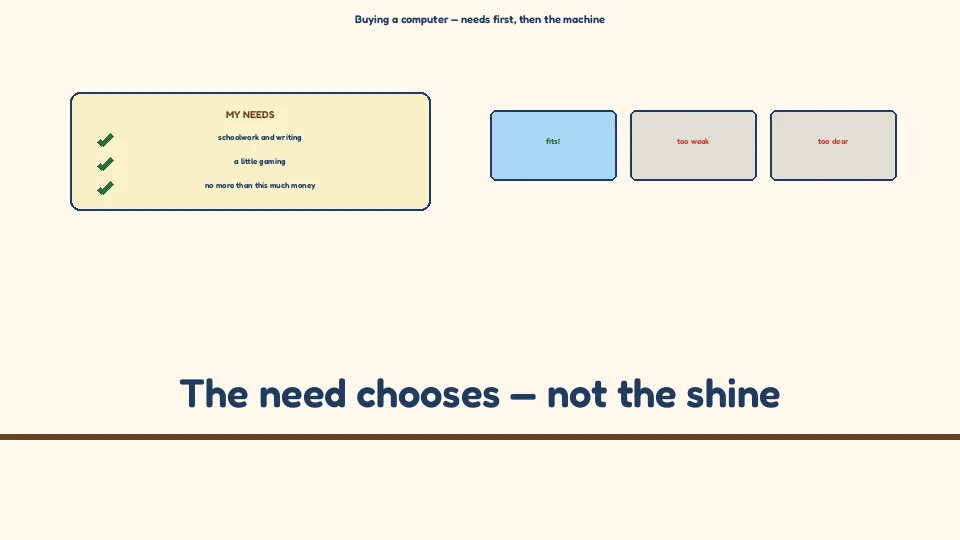 Buying a computer — needs first, then the machine
MY NEEDS
schoolwork and writing
a little gaming
no more than this much money
fits!
too weak
too dear
The need chooses — not the shine